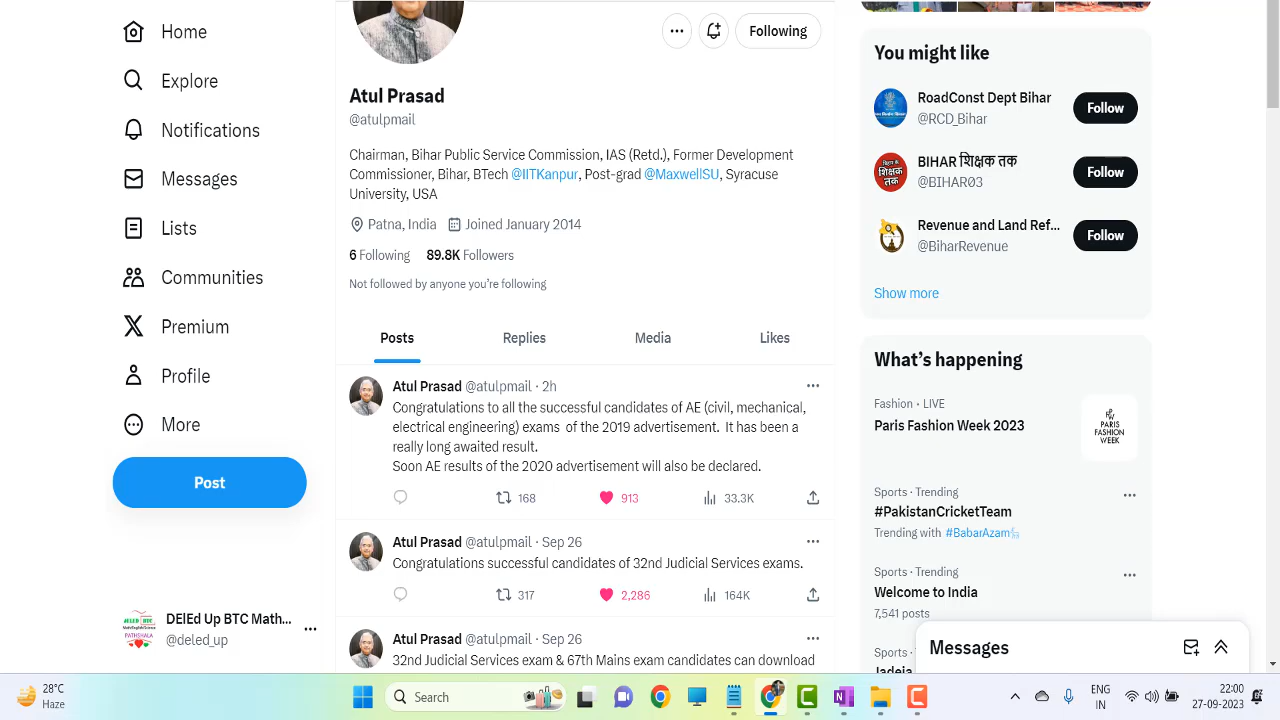 Home
Explore
Notifications
Messages
Lists
Communities
Premium
Profile
More
Post
DElEd Up BTC Math...
@deled_up
Following
Atul Prasad
@atulpmail
Chairman, Bihar Public Service Commission, IAS (Retd.), Former Development
Commissioner, Bihar, BTech @IITKanpur, Post-grad @MaxwellSU, Syracuse
University, USA
Patna, India Joined January 2014
6 Following 89.8K Followers
Not followed by anyone you're following
Posts Replies Media Likes
Atul Prasad @atulpmail · 2h
Congratulations to all the successful candidates of AE (civil, mechanical,
electrical engineering) exams of the 2019 advertisement. It has been a
really long awaited result.
Soon AE results of the 2020 advertisement will also be declared.
168 913 33.3K
Atul Prasad @atulpmail · Sep 26
Congratulations successful candidates of 32nd Judicial Services exams.
317 2,286 164K
Atul Prasad @atulpmail · Sep 26
32nd Judicial Services exam & 67th Mains exam candidates can download
You might like
RoadConst Dept Bihar
@RCD_Bihar
Follow
BIHAR शिक्षक तक
@BIHAR03
Follow
Revenue and Land Ref...
@BiharRevenue
Follow
Show more
What's happening
Fashion · LIVE
Paris Fashion Week 2023
PARIS
FASHION
WEEK
Sports · Trending
#PakistanCricketTeam
Trending with #BabarAzam
Sports · Trending
Welcome to India
7,541 posts
Sports ·
Jadeja
Messages
28°C
Haze
Search
ENG
IN
23:00
27-09-2023